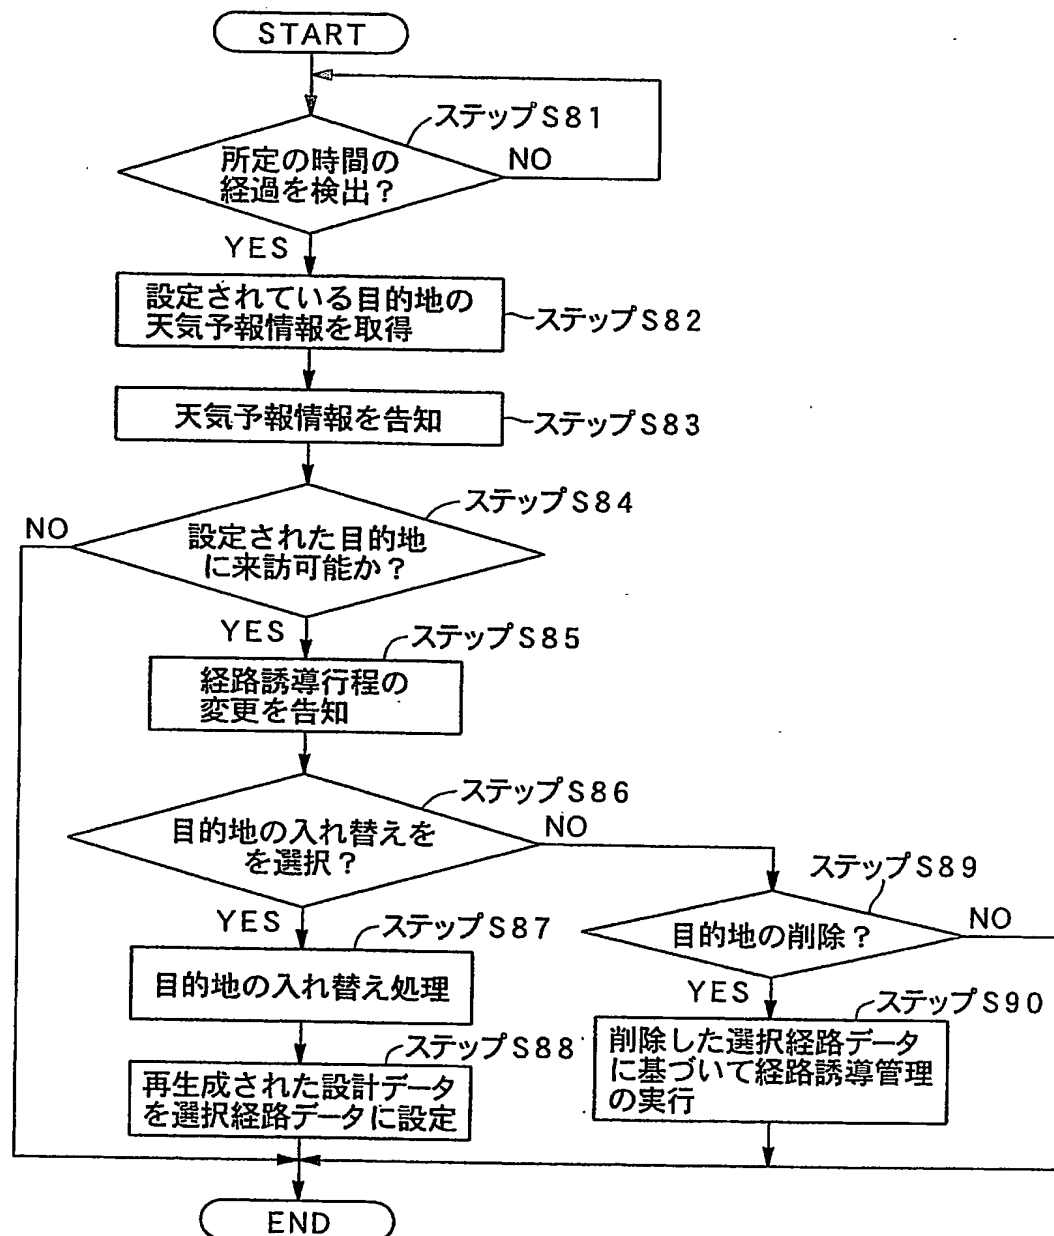 START
ステップS81
所定の時間の
経過を検出？
NO
YES
設定されている目的地の
天気予報情報を取得
ステップS82
天気予報情報を告知
ステップS83
ステップS84
NO
設定された目的地
に来訪可能か？
YES
ステップS85
経路誘導行程の
変更を告知
ステップS86
目的地の入れ替えを
を選択？
NO
ステップS89
YES
ステップS87
目的地の削除？
NO
目的地の入れ替え処理
YES
ステップS90
ステップS88
削除した選択経路データ
に基づいて経路誘導管理
の実行
再生成された設計データ
を選択経路データに設定
END